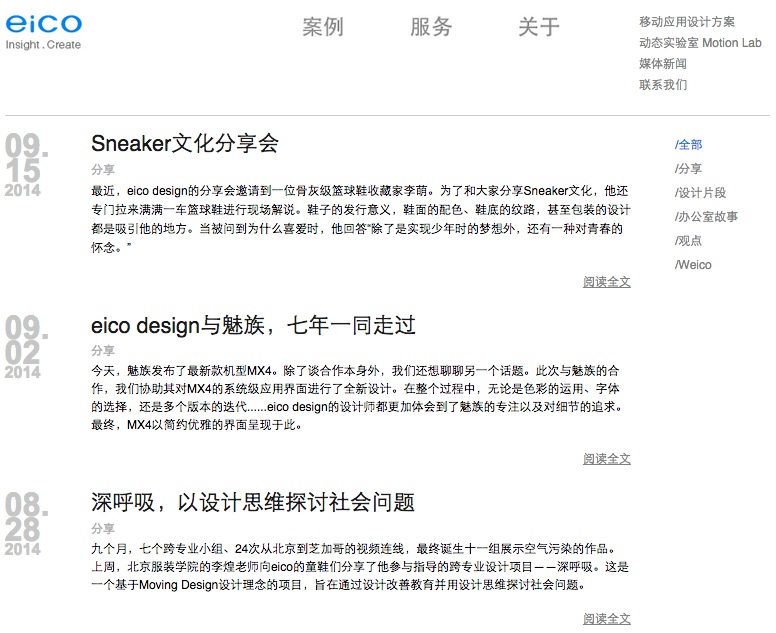 eico
Insight . Create
案例
服务
关于
移动应用设计方案
动态实验室 Motion Lab
媒体新闻
联系我们
09.
15
2014
Sneaker文化分享会
分享
最近，eico design的分享会邀请到一位骨灰级篮球鞋收藏家李萌。为了和大家分享Sneaker文化，他还
专门拉来满满一车篮球鞋进行现场解说。鞋子的发行意义，鞋面的配色、鞋底的纹路，甚至包装的设计
都是吸引他的地方。当被问到为什么喜爱时，他回答“除了是实现少年时的梦想外，还有一种对青春的
怀念。”
阅读全文
/全部
/分享
/设计片段
/办公室故事
/观点
/Weico
09.
02
2014
eico design与魅族，七年一同走过
分享
今天，魅族发布了最新款机型MX4。除了谈合作本身外，我们还想聊聊另一个话题。此次与魅族的合
作，我们协助其对MX4的系统级应用界面进行了全新设计。在整个过程中，无论是色彩的运用、字体
的选择，还是多个版本的迭代......eico design的设计师都更加体会到了魅族的专注以及对细节的追求。
最终，MX4以简约优雅的界面呈现于此。
阅读全文
08.
28
2014
深呼吸，以设计思维探讨社会问题
分享
九个月，七个跨专业小组、24次从北京到芝加哥的视频连线，最终诞生十一组展示空气污染的作品。
上周，北京服装学院的李煌老师向eico的童鞋们分享了他参与指导的跨专业设计项目——深呼吸。这是
一个基于Moving Design设计理念的项目，旨在通过设计改善教育并用设计思维探讨社会问题。
阅读全文